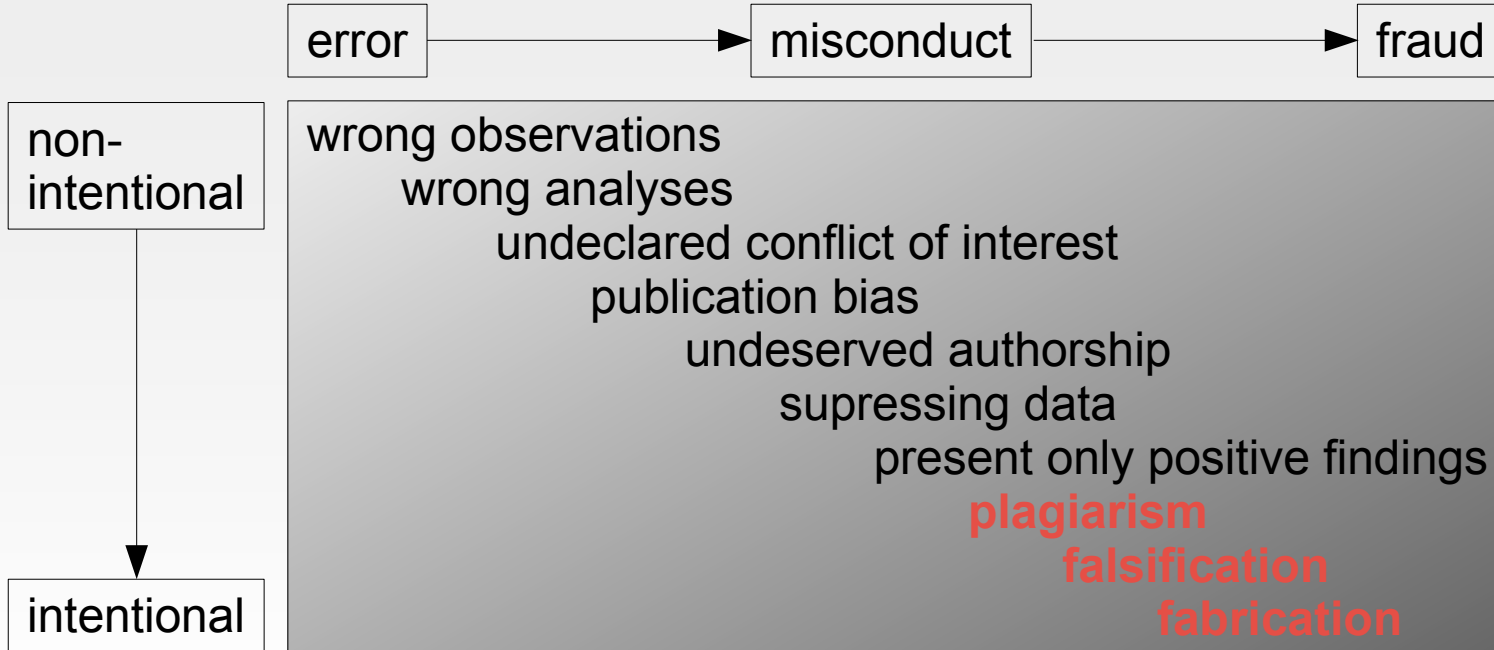 error
misconduct
fraud
non-
intentional
wrong observations
wrong analyses
undeclared conflict of interest
publication bias
undeserved authorship
supressing data
present only positive findings
plagiarism
falsification
fabrication
intentional